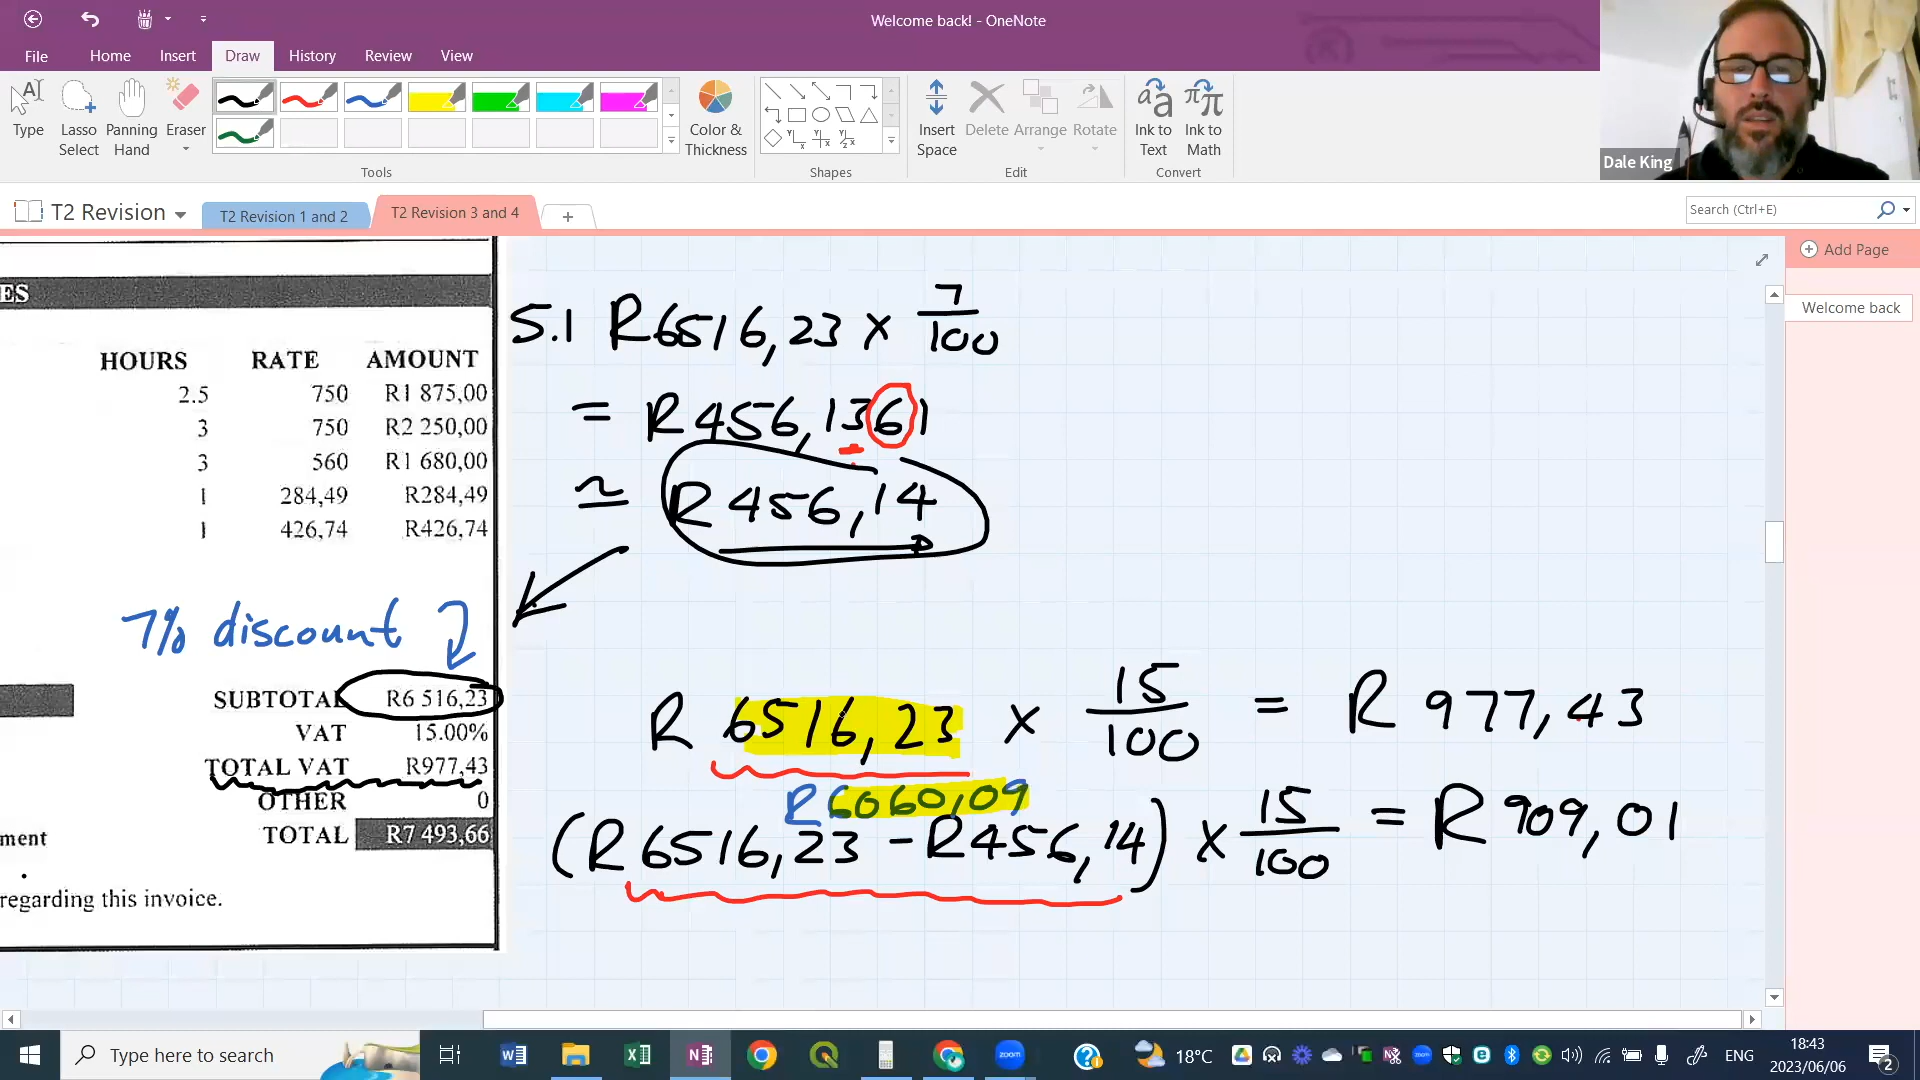 Welcome back! - OneNote
File Home Insert Draw History Review View
Type
Lasso Select
Panning Hand
Eraser
Color & Thickness
Insert Space
Delete
Arrange
Rotate
Ink to Text
Ink to Math
Tools Shapes Edit Convert
Dale King
T2 Revision
T2 Revision 1 and 2
T2 Revision 3 and 4
Search (Ctrl+E)
Add Page
Welcome back
ES
HOURS RATE AMOUNT
2.5 750 R1 875,00
3 750 R2 250,00
3 560 R1 680,00
1 284,49 R284,49
1 426,74 R426,74
7% discount
SUBTOTAL R6 516,23
VAT 15.00%
TOTAL VAT R977,43
OTHER 0
TOTAL R7 493,66
ment
regarding this invoice.
5.1 R6516,23 × 7/100
= R456,1361
≃ R456,14
R 6516,23 × 15/100 = R 977,43
R6060,09
(R6516,23 - R456,14) × 15/100 = R 909,01
Type here to search
zoom
18°C
ENG
18:43
2023/06/06
2